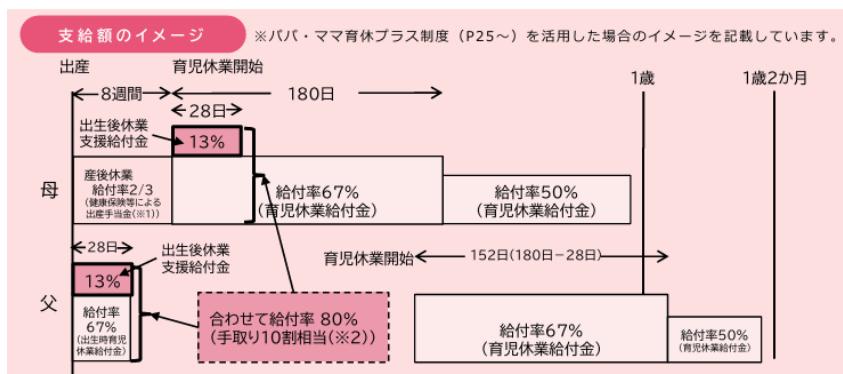 支給額のイメージ
※パパ・ママ育休プラス制度（P25～）を活用した場合のイメージを記載しています。
出産
育児休業開始
1歳
1歳2か月
8週間
180日
28日
出生後休業
支援給付金
13%
母
産後休業
給付率2/3
（健康保険等による
出産手当金（※1））
給付率67%
（育児休業給付金）
給付率50%
（育児休業給付金）
28日
出生後休業
支援給付金
育児休業開始
152日(180日－28日)
父
13%
給付率
67%
（出生時育児
休業給付金）
合わせて給付率 80%
（手取り10割相当(※2)）
給付率67%
（育児休業給付金）
給付率50%
（育児休業給付金）